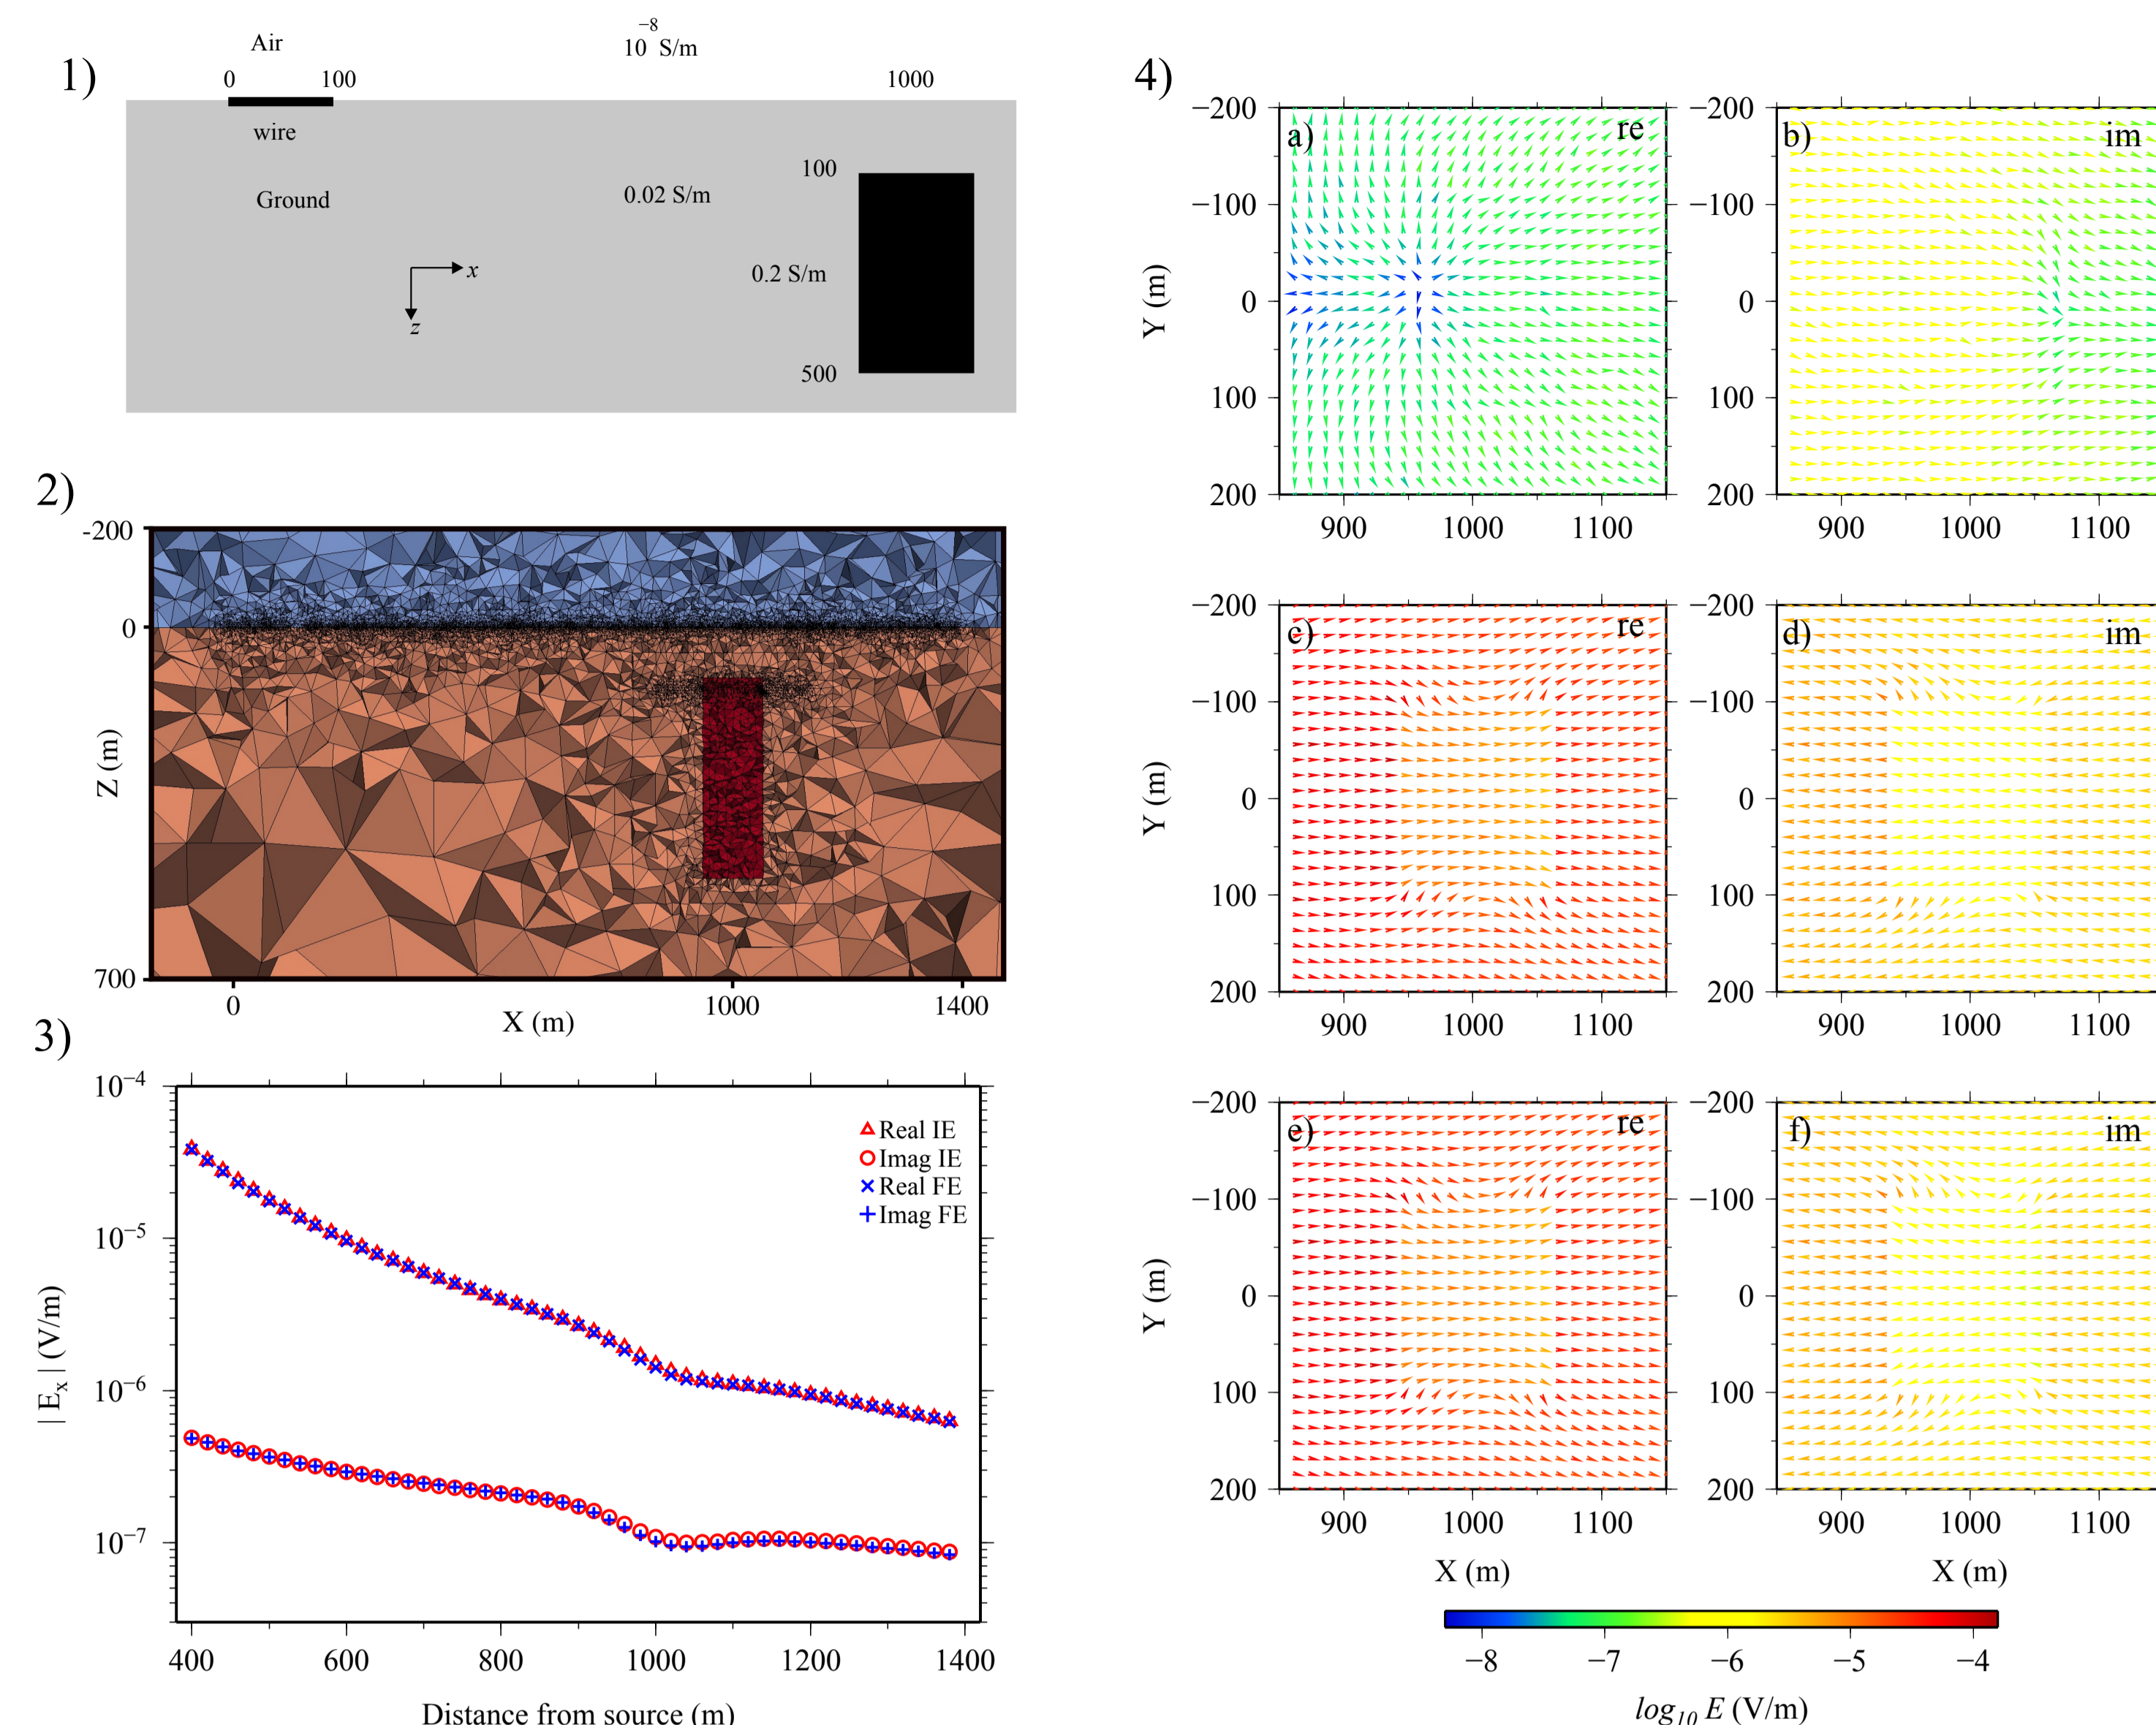 1)
Air
10⁻⁸ S/m
0 100 1000
wire
Ground
0.02 S/m
100
0.2 S/m
500
x
z
2)
-200
0
700
Z (m)
0 1000 1400
X (m)
3)
10⁻⁴
10⁻⁵
10⁻⁶
10⁻⁷
| Eₓ | (V/m)
Real IE
Imag IE
Real FE
Imag FE
400 600 800 1000 1200 1400
Distance from source (m)
4)
a) re
−200
−100
0
100
200
Y (m)
900 1000 1100
b) im
−200
−100
0
100
200
900 1000 1100
c) re
−200
−100
0
100
200
Y (m)
900 1000 1100
d) im
−200
−100
0
100
200
900 1000 1100
e) re
−200
−100
0
100
200
Y (m)
900 1000 1100
X (m)
f) im
−200
−100
0
100
200
900 1000 1100
X (m)
−8 −7 −6 −5 −4
log₁₀ E (V/m)